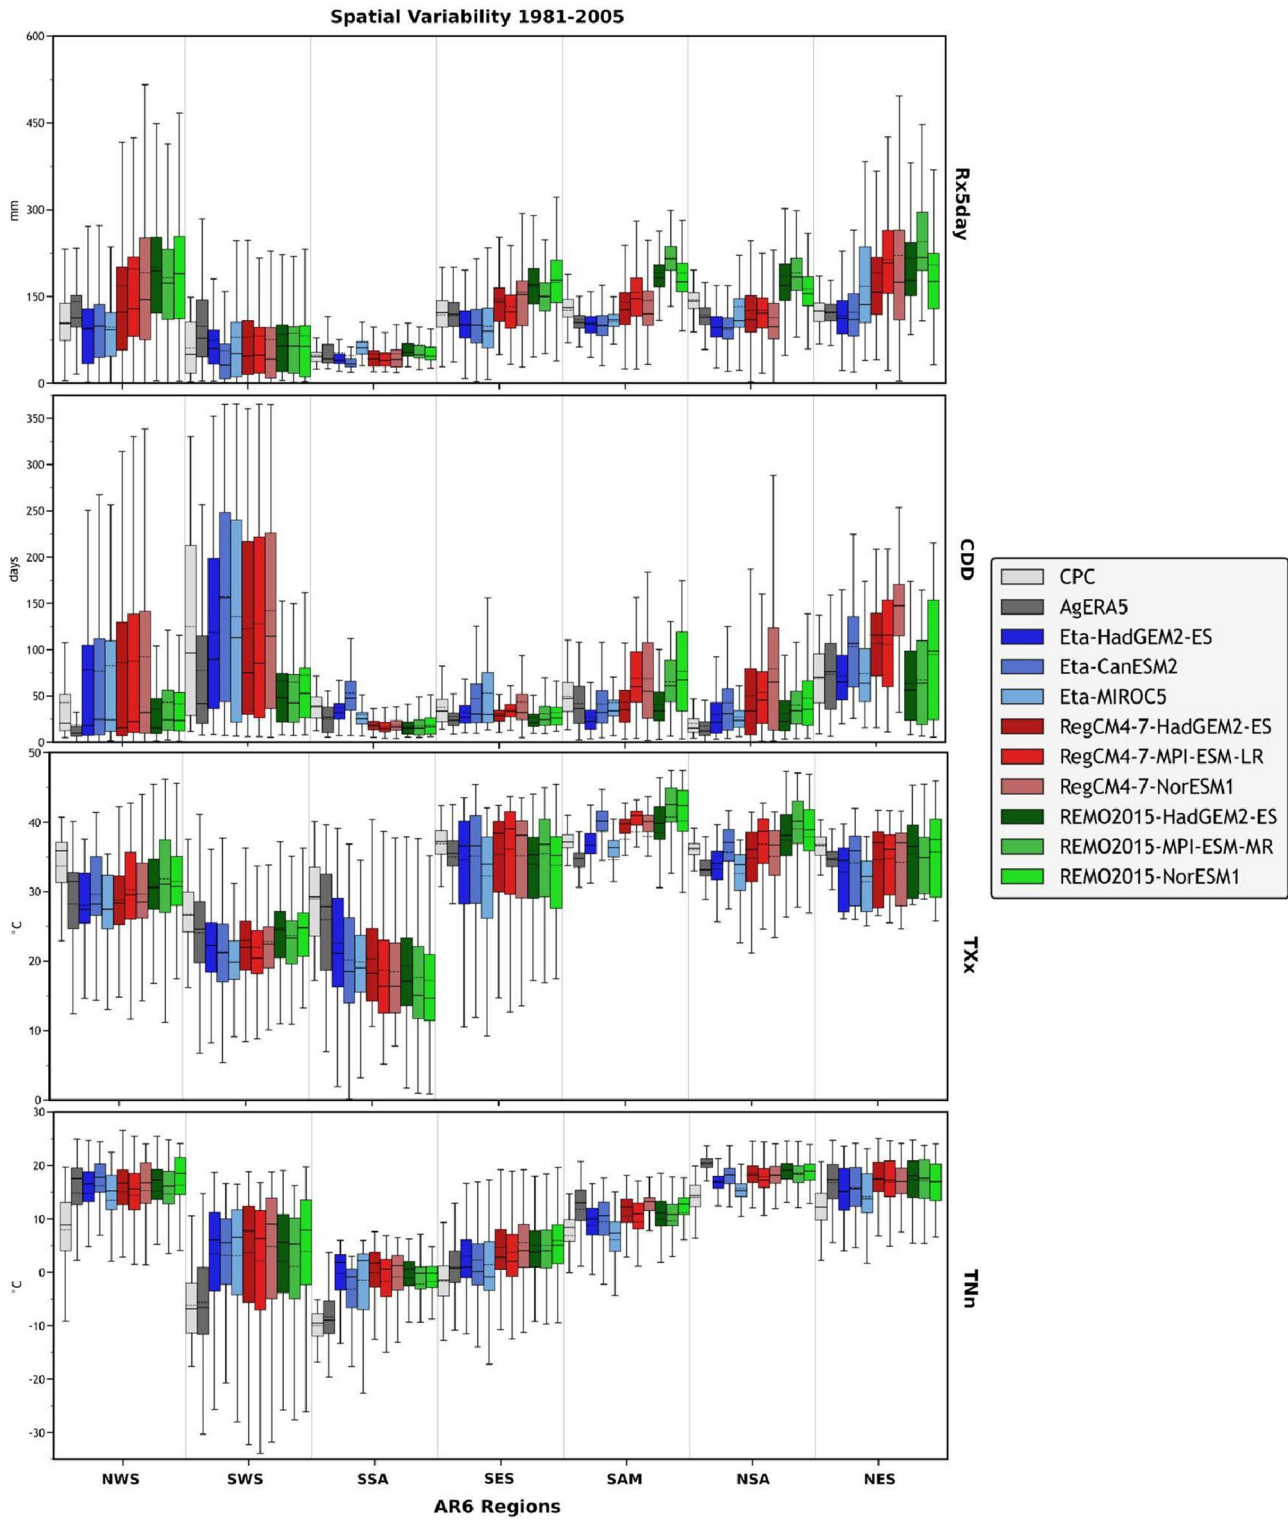 Spatial Variability 1981-2005
600
450
300
150
0
mm
Rx5day
350
300
250
200
150
100
50
0
days
CDD
50
40
30
20
10
0
°C
TXx
30
20
10
0
-10
-20
-30
°C
TNn
NWS SWS SSA SES SAM NSA NES
AR6 Regions
CPC
AgERA5
Eta-HadGEM2-ES
Eta-CanESM2
Eta-MIROC5
RegCM4-7-HadGEM2-ES
RegCM4-7-MPI-ESM-LR
RegCM4-7-NorESM1
REMO2015-HadGEM2-ES
REMO2015-MPI-ESM-MR
REMO2015-NorESM1